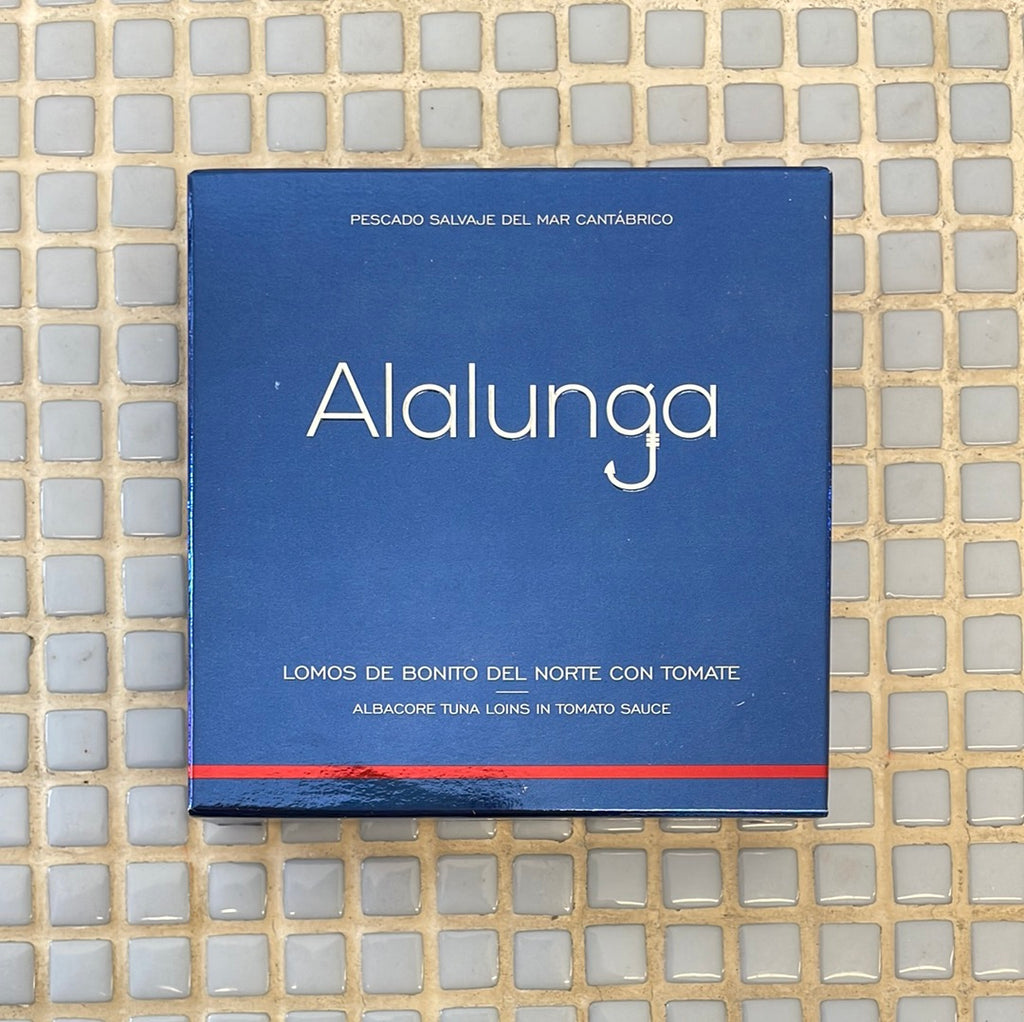 PESCADO SALVAJE DEL MAR CANTÁBRICO
Alalunga
LOMOS DE BONITO DEL NORTE CON TOMATE
ALBACORE TUNA LOINS IN TOMATO SAUCE